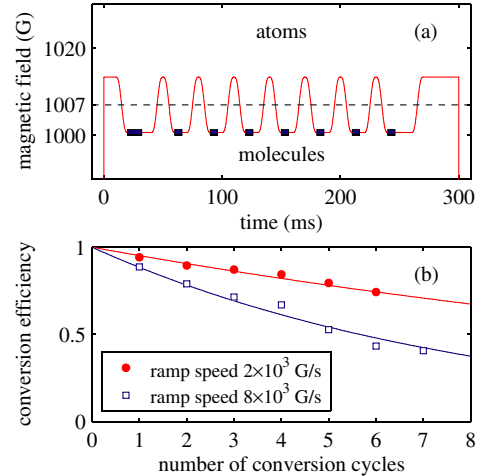 atoms
(a)
magnetic field (G)
1020
1007
1000
molecules
0
100
200
300
time (ms)
(b)
conversion efficiency
1
0.5
0
ramp speed 2×10³ G/s
ramp speed 8×10³ G/s
0 1 2 3 4 5 6 7 8
number of conversion cycles